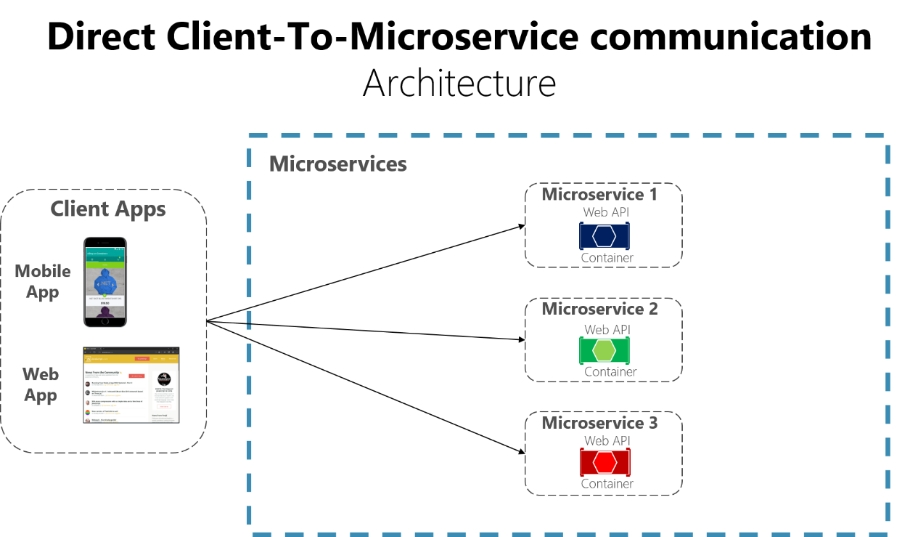 Direct Client-To-Microservice communication
Architecture
Microservices
Client Apps
Mobile
App
Web
App
Microservice 1
Web API
Container
Microservice 2
Web API
Container
Microservice 3
Web API
Container